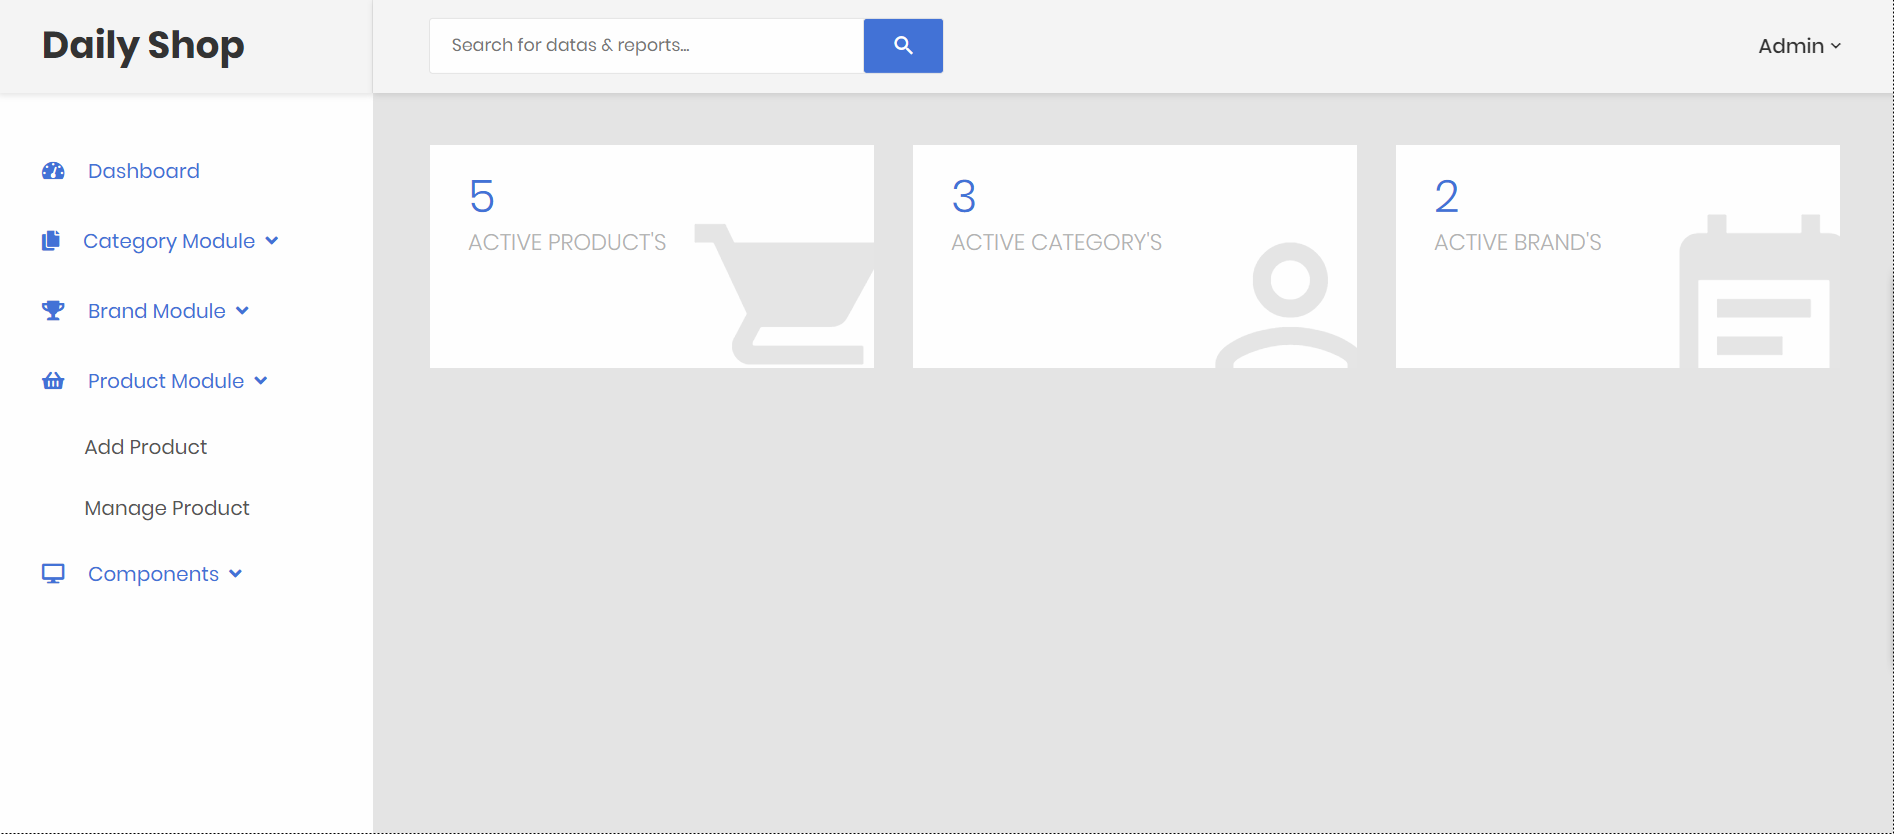 Daily Shop
Search for datas & reports...
Admin
Dashboard
Category Module
Brand Module
Product Module
Add Product
Manage Product
Components
5
ACTIVE PRODUCT'S
3
ACTIVE CATEGORY'S
2
ACTIVE BRAND'S